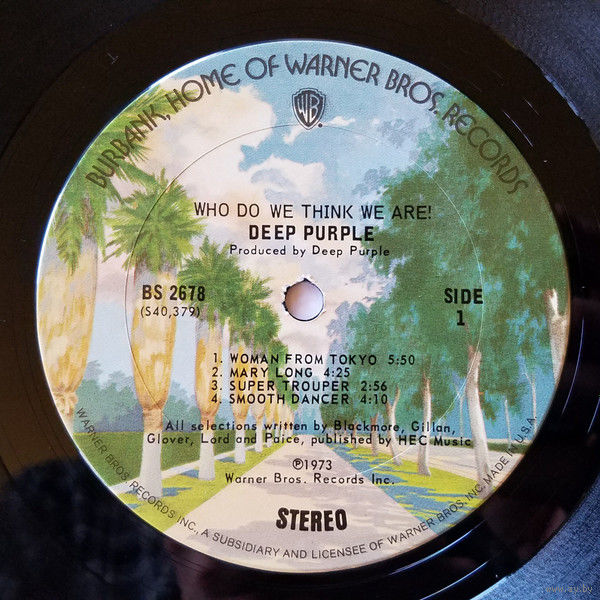 BURBANK, HOME OF WARNER BROS. RECORDS
WB
WHO DO WE THINK WE ARE!
DEEP PURPLE
Produced by Deep Purple
BS 2678
(S40,379)
SIDE
1
1. WOMAN FROM TOKYO 5:50
2. MARY LONG 4:25
3. SUPER TROUPER 2:56
4. SMOOTH DANCER 4:10
All selections written by Blackmore, Gillan,
Glover, Lord and Paice, published by HEC Music
℗1973
Warner Bros. Records Inc.
STEREO
WARNER BROS. RECORDS INC., A SUBSIDIARY AND LICENSEE OF WARNER BROS. INC. MADE IN U.S.A.